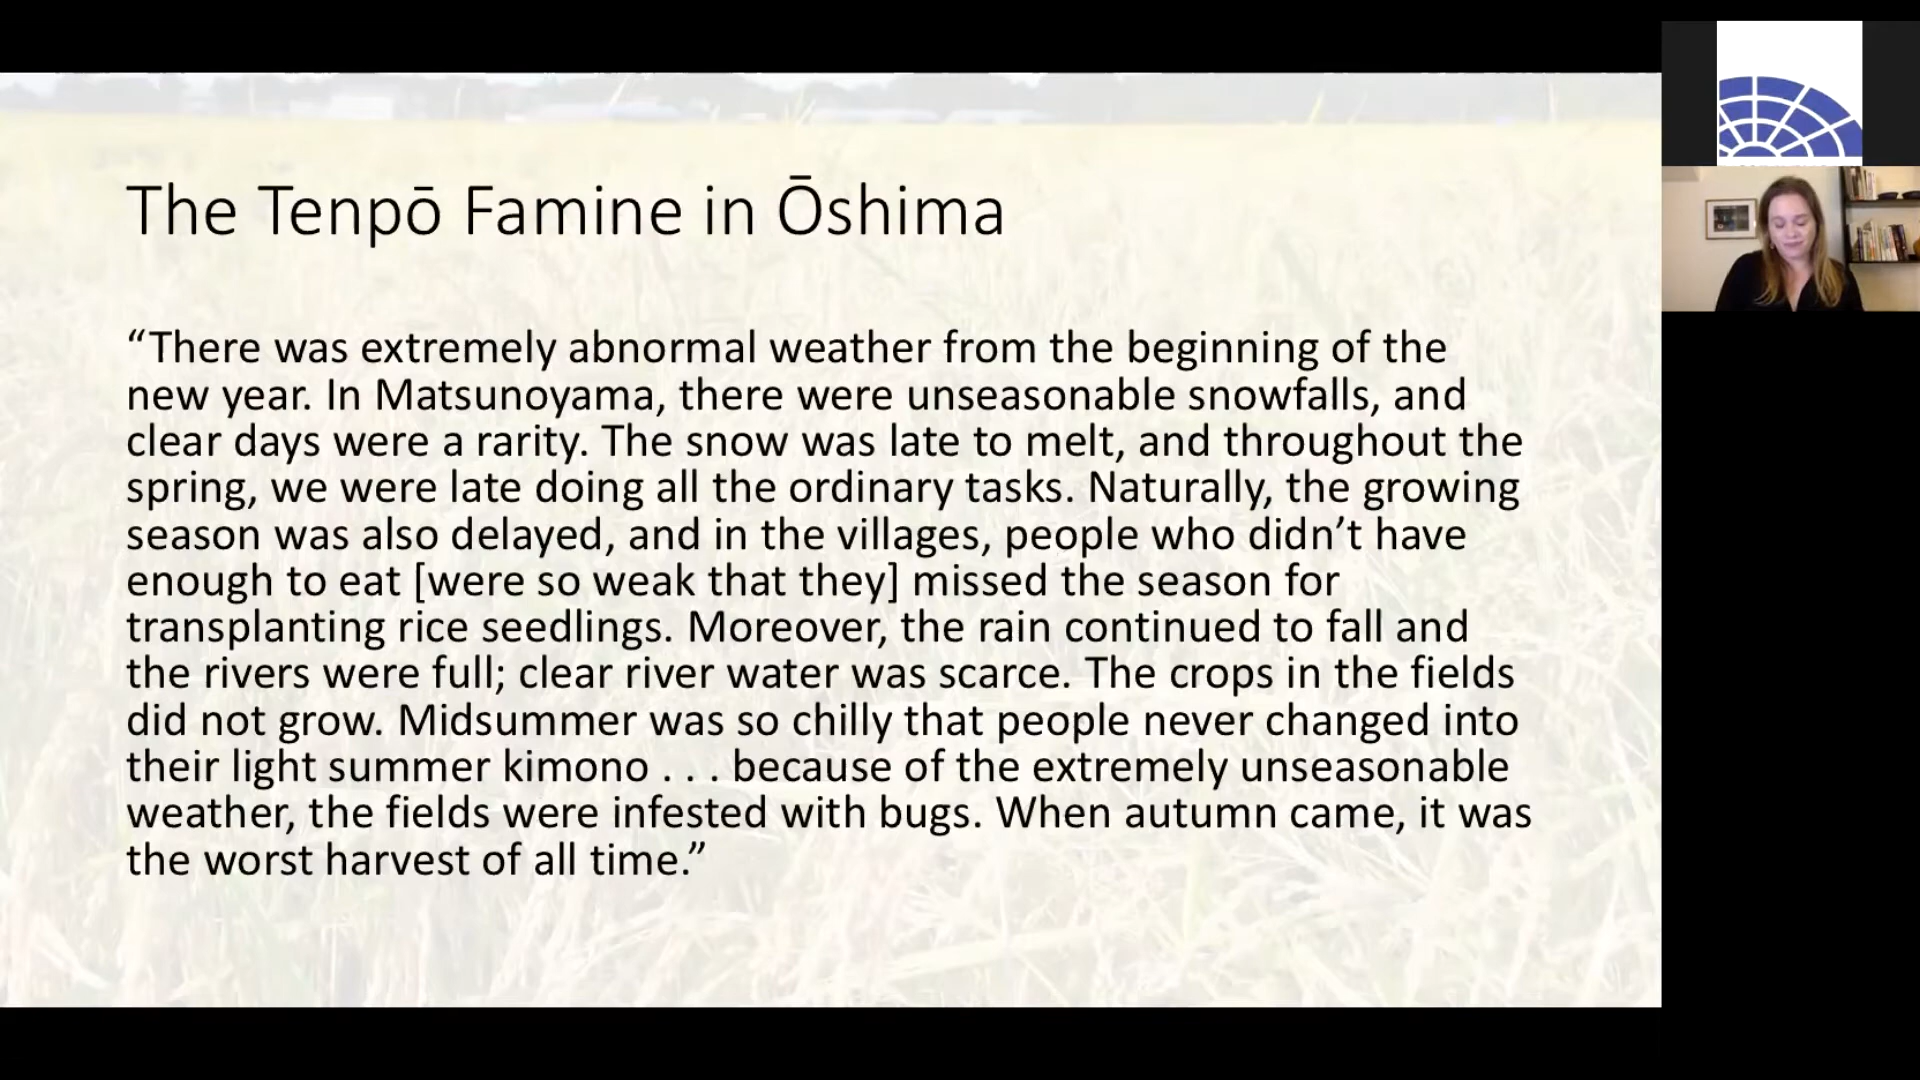 The Tenpō Famine in Ōshima
“There was extremely abnormal weather from the beginning of the
new year. In Matsunoyama, there were unseasonable snowfalls, and
clear days were a rarity. The snow was late to melt, and throughout the
spring, we were late doing all the ordinary tasks. Naturally, the growing
season was also delayed, and in the villages, people who didn’t have
enough to eat [were so weak that they] missed the season for
transplanting rice seedlings. Moreover, the rain continued to fall and
the rivers were full; clear river water was scarce. The crops in the fields
did not grow. Midsummer was so chilly that people never changed into
their light summer kimono . . . because of the extremely unseasonable
weather, the fields were infested with bugs. When autumn came, it was
the worst harvest of all time.”